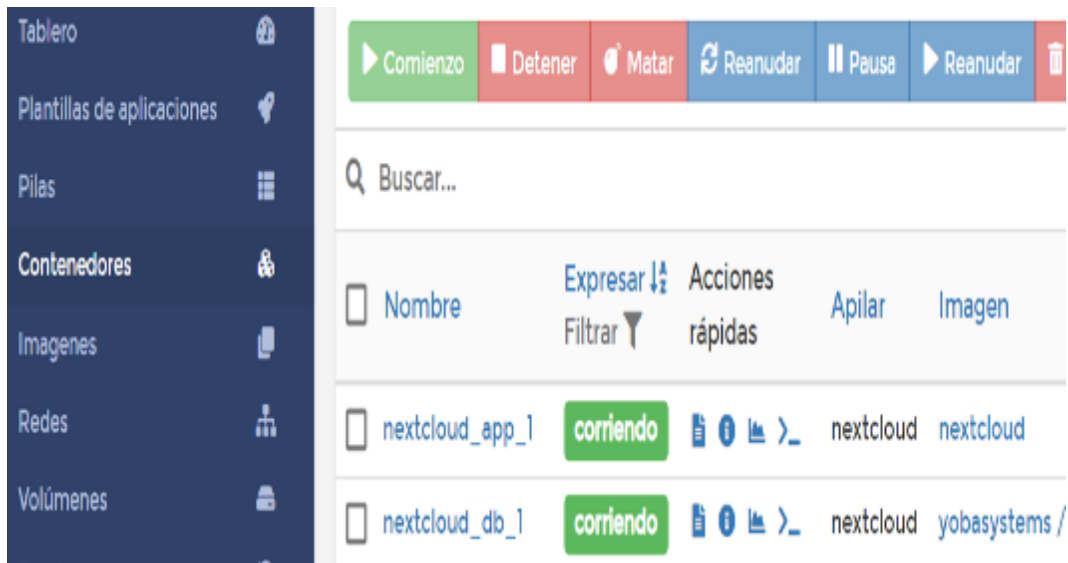 Tablero
Plantillas de aplicaciones
Pilas
Contenedores
Imagenes
Redes
Volúmenes
Comienzo Detener Matar Reanudar Pausa Reanudar
Buscar...
Nombre Expresar Filtrar Acciones rápidas Apilar Imagen
nextcloud_app_1 corriendo nextcloud nextcloud
nextcloud_db_1 corriendo nextcloud yobasystems /